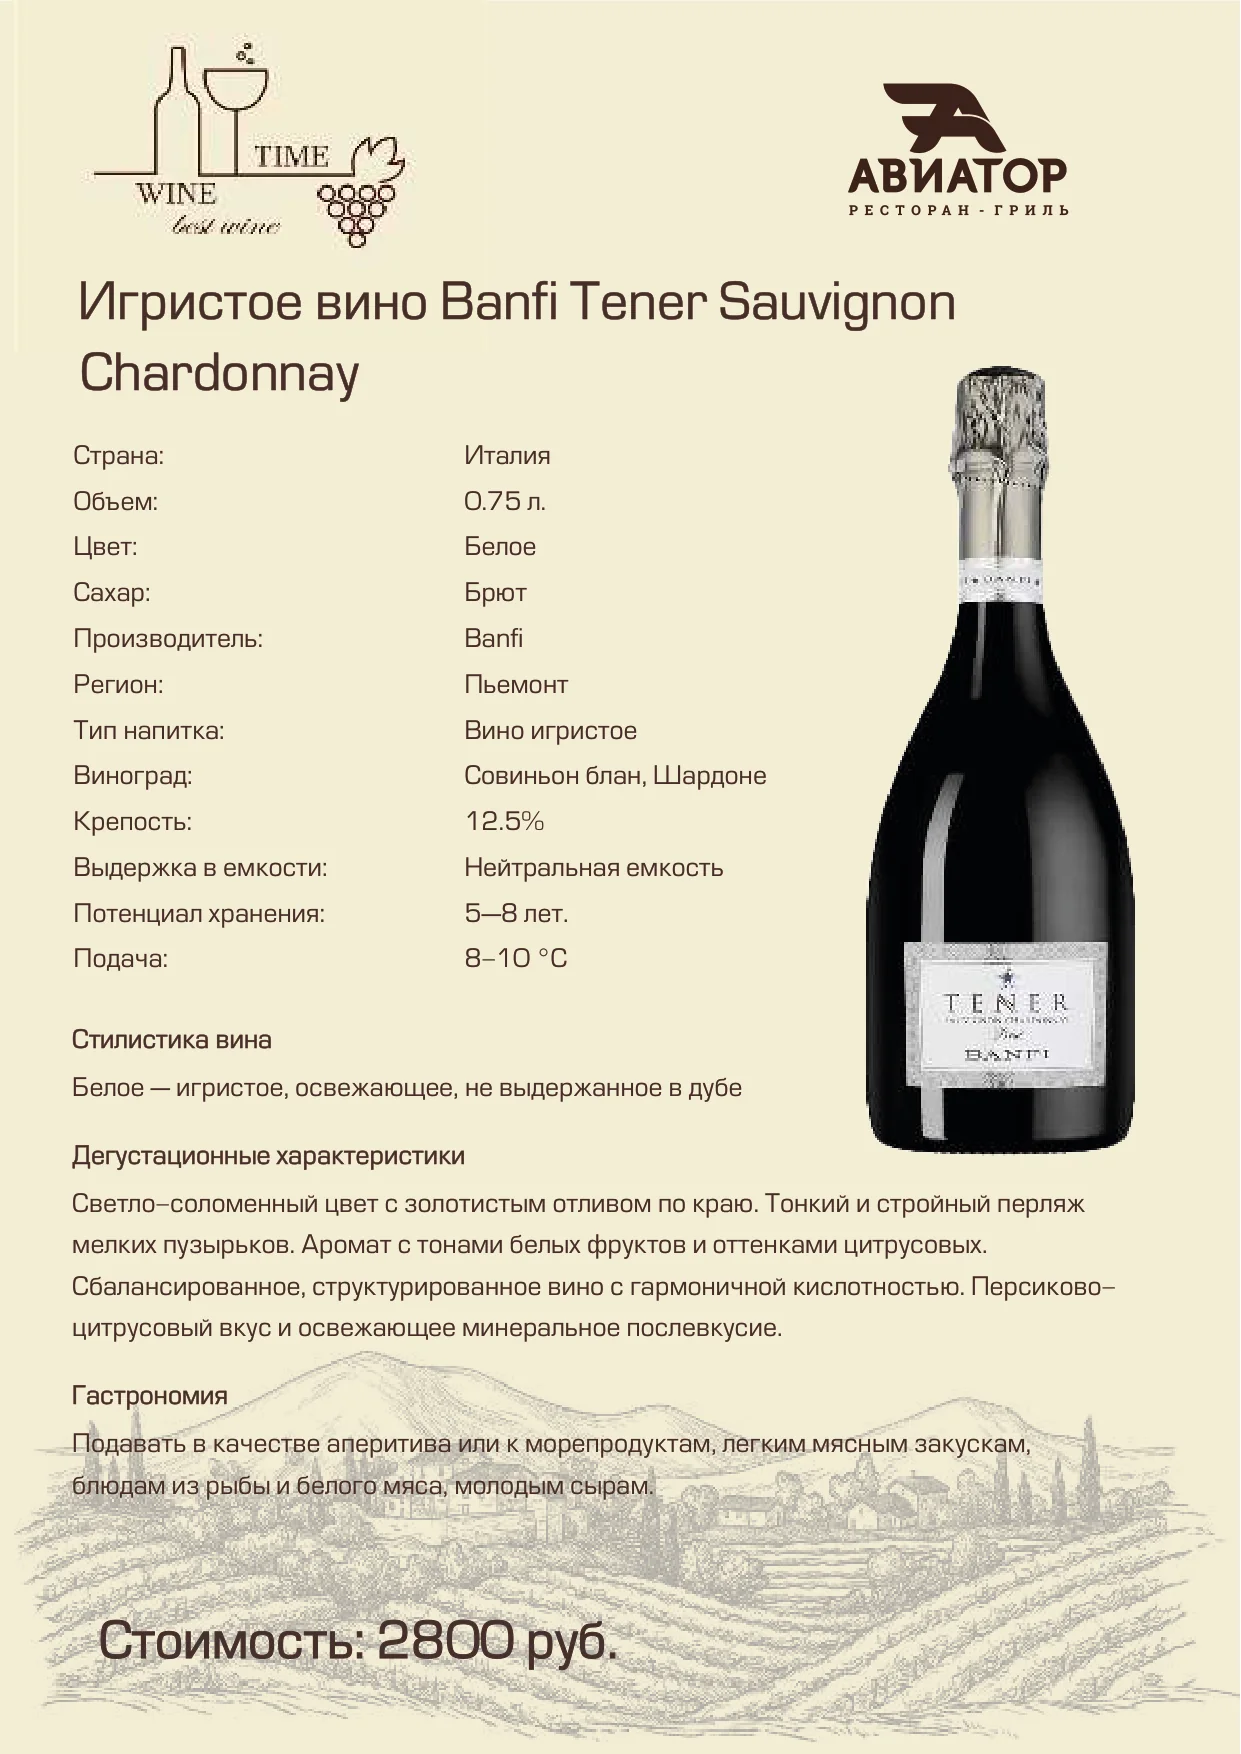 TIME
WINE
best wine
АВИАТОР
РЕСТОРАН - ГРИЛЬ
Игристое вино Banfi Tener Sauvignon
Chardonnay
Страна: Италия
Объем: 0.75 л.
Цвет: Белое
Сахар: Брют
Производитель: Banfi
Регион: Пьемонт
Тип напитка: Вино игристое
Виноград: Совиньон блан, Шардоне
Крепость: 12.5%
Выдержка в емкости: Нейтральная емкость
Потенциал хранения: 5—8 лет.
Подача: 8–10 °C
BANFI
TENER
SAUVIGNON CHARDONNAY
Brut
BANFI
Стилистика вина
Белое — игристое, освежающее, не выдержанное в дубе
Дегустационные характеристики
Светло–соломенный цвет с золотистым отливом по краю. Тонкий и стройный перляж
мелких пузырьков. Аромат с тонами белых фруктов и оттенками цитрусовых.
Сбалансированное, структурированное вино с гармоничной кислотностью. Персиково–
цитрусовый вкус и освежающее минеральное послевкусие.
Гастрономия
Подавать в качестве аперитива или к морепродуктам, легким мясным закускам,
блюдам из рыбы и белого мяса, молодым сырам.
Стоимость: 2800 руб.